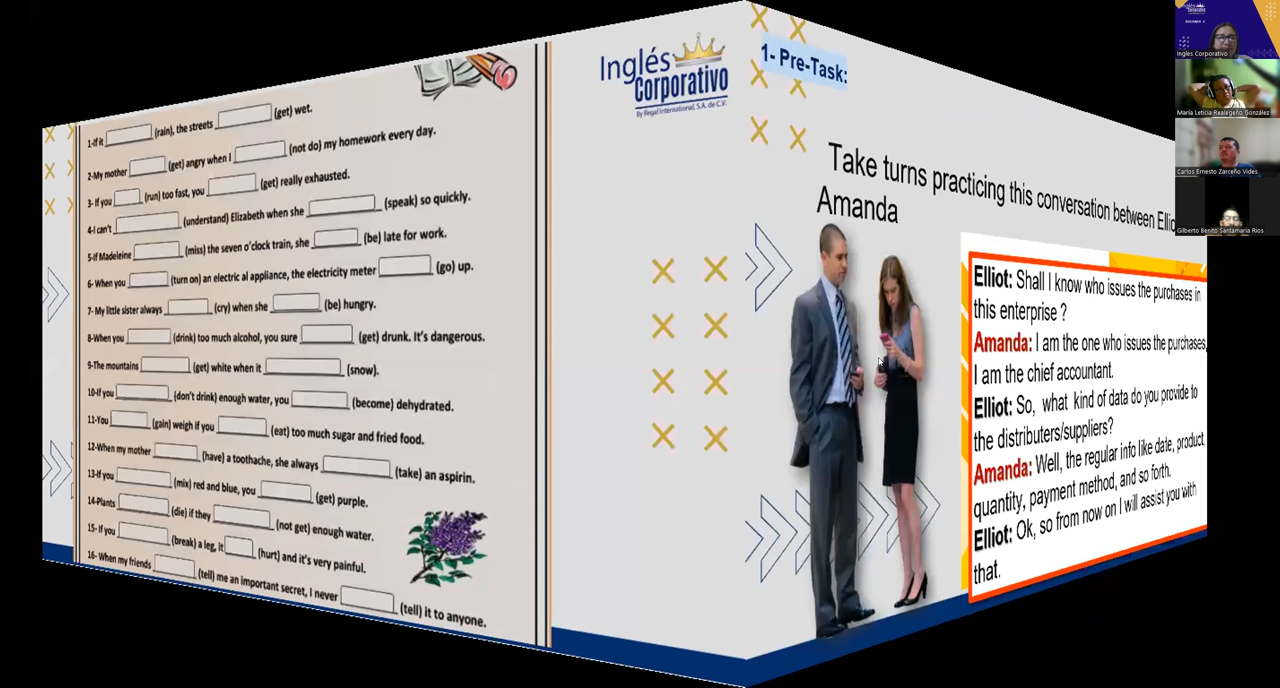 1-If it (rain), the streets (get) wet.
2-My mother (get) angry when I (not do) my homework every day.
3- If you (run) too fast, you (get) really exhausted.
4-I can't (understand) Elizabeth when she (speak) so quickly.
5-If Madeleine (miss) the seven o'clock train, she (be) late for work.
6- When you (turn on) an electric al appliance, the electricity meter (go) up.
7- My little sister always (cry) when she (be) hungry.
8-When you (drink) too much alcohol, you sure (get) drunk. It's dangerous.
9-The mountains (get) white when it (snow).
10-If you (don't drink) enough water, you (become) dehydrated.
11-You (gain) weigh if you (eat) too much sugar and fried food.
12-When my mother (have) a toothache, she always (take) an aspirin.
13-If you (mix) red and blue, you (get) purple.
14-Plants (die) if they (not get) enough water.
15- If you (break) a leg, it (hurt) and it's very painful.
16- When my friends (tell) me an important secret, I never (tell) it to anyone.
Inglés
Corporativo
By Regal International, S.A. de C.V.
1- Pre-Task:
Take turns practicing this conversation between
Amanda
Elliot: Shall I know who issues the purchases in
this enterprise ?
Amanda: I am the one who issues the purchases,
I am the chief accountant.
Elliot: So, what kind of data do you provide to
the distributors/suppliers?
Amanda: Well, the regular info like date, product,
quantity, payment method, and so forth.
Elliot: Ok, so from now on I will assist you with
that.
Ingles Corporativo
María Leticia Realegeño González
Carlos Ernesto Zarceño Vides
Gilberto Benito Santamaria Rios